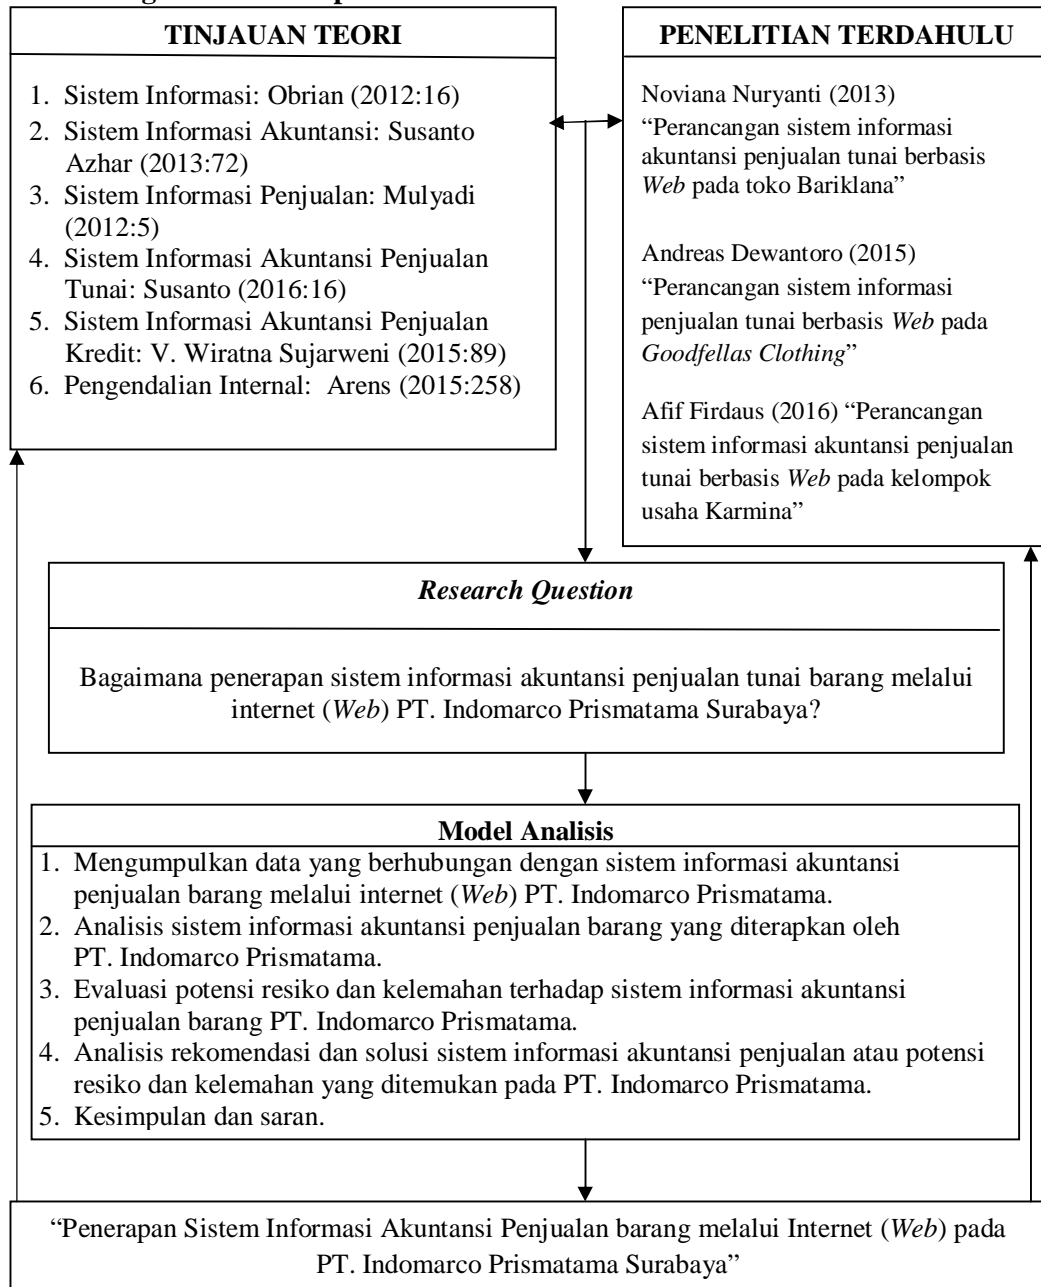 TINJAUAN TEORI
1. Sistem Informasi: Obrian (2012:16)
2. Sistem Informasi Akuntansi: Susanto
Azhar (2013:72)
3. Sistem Informasi Penjualan: Mulyadi
(2012:5)
4. Sistem Informasi Akuntansi Penjualan
Tunai: Susanto (2016:16)
5. Sistem Informasi Akuntansi Penjualan
Kredit: V. Wiratna Sujarweni (2015:89)
6. Pengendalian Internal: Arens (2015:258)
PENELITIAN TERDAHULU
Noviana Nuryanti (2013)
“Perancangan sistem informasi
akuntansi penjualan tunai berbasis
Web pada toko Bariklana”
Andreas Dewantoro (2015)
“Perancangan sistem informasi
penjualan tunai berbasis Web pada
Goodfellas Clothing”
Afif Firdaus (2016) “Perancangan
sistem informasi akuntansi penjualan
tunai berbasis Web pada kelompok
usaha Karmina”
Research Question
Bagaimana penerapan sistem informasi akuntansi penjualan tunai barang melalui
internet (Web) PT. Indomarco Prismatama Surabaya?
Model Analisis
1. Mengumpulkan data yang berhubungan dengan sistem informasi akuntansi
penjualan barang melalui internet (Web) PT. Indomarco Prismatama.
2. Analisis sistem informasi akuntansi penjualan barang yang diterapkan oleh
PT. Indomarco Prismatama.
3. Evaluasi potensi resiko dan kelemahan terhadap sistem informasi akuntansi
penjualan barang PT. Indomarco Prismatama.
4. Analisis rekomendasi dan solusi sistem informasi akuntansi penjualan atau potensi
resiko dan kelemahan yang ditemukan pada PT. Indomarco Prismatama.
5. Kesimpulan dan saran.
“Penerapan Sistem Informasi Akuntansi Penjualan barang melalui Internet (Web) pada
PT. Indomarco Prismatama Surabaya”